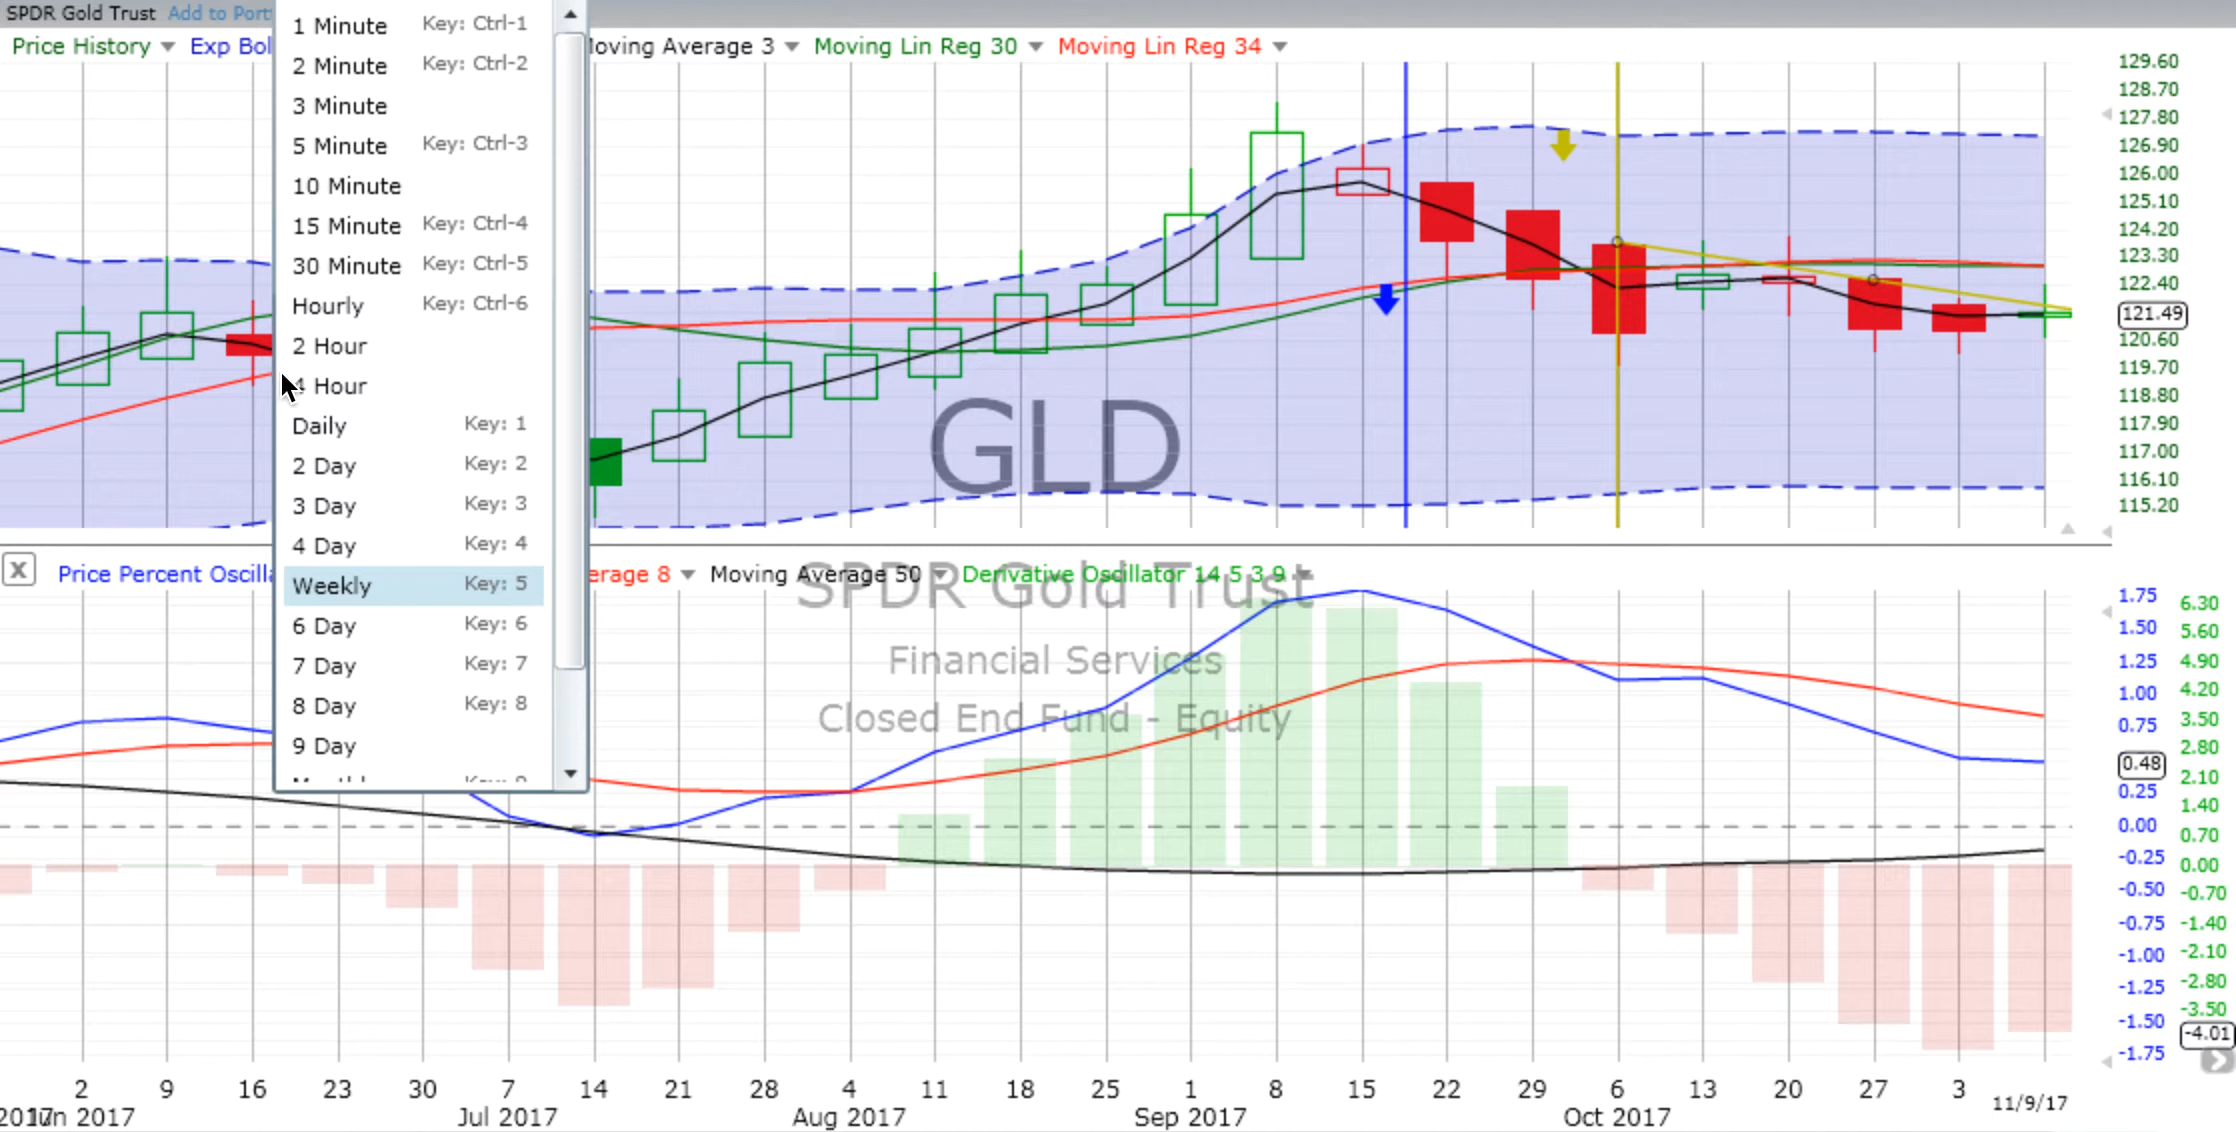 SPDR Gold Trust Add to Port
Price History Exp Bol
oving Average 3 Moving Lin Reg 30 Moving Lin Reg 34
1 Minute Key: Ctrl-1
2 Minute Key: Ctrl-2
3 Minute
5 Minute Key: Ctrl-3
10 Minute
15 Minute Key: Ctrl-4
30 Minute Key: Ctrl-5
Hourly Key: Ctrl-6
2 Hour
4 Hour
Daily Key: 1
2 Day Key: 2
3 Day Key: 3
4 Day Key: 4
Weekly Key: 5
6 Day Key: 6
7 Day Key: 7
8 Day Key: 8
9 Day
GLD
129.60
128.70
127.80
126.90
126.00
125.10
124.20
123.30
122.40
121.49
120.60
119.70
118.80
117.90
117.00
116.10
115.20
X Price Percent Oscilla
erage 8 Moving Average 50 Derivative Oscillator 14 5 3 9
SPDR Gold Trust
Financial Services
Closed End Fund - Equity
1.75
1.50
1.25
1.00
0.75
0.48
0.25
0.00
-0.25
-0.50
-0.75
-1.00
-1.25
-1.50
-1.75
6.30
5.60
4.90
4.20
3.50
2.80
2.10
1.40
0.70
0.00
-0.70
-1.40
-2.10
-2.80
-3.50
-4.01
2 9 16 23 30 7 14 21 28 4 11 18 25 1 8 15 22 29 6 13 20 27 3 11/9/17
2017 Jun 2017 Jul 2017 Aug 2017 Sep 2017 Oct 2017